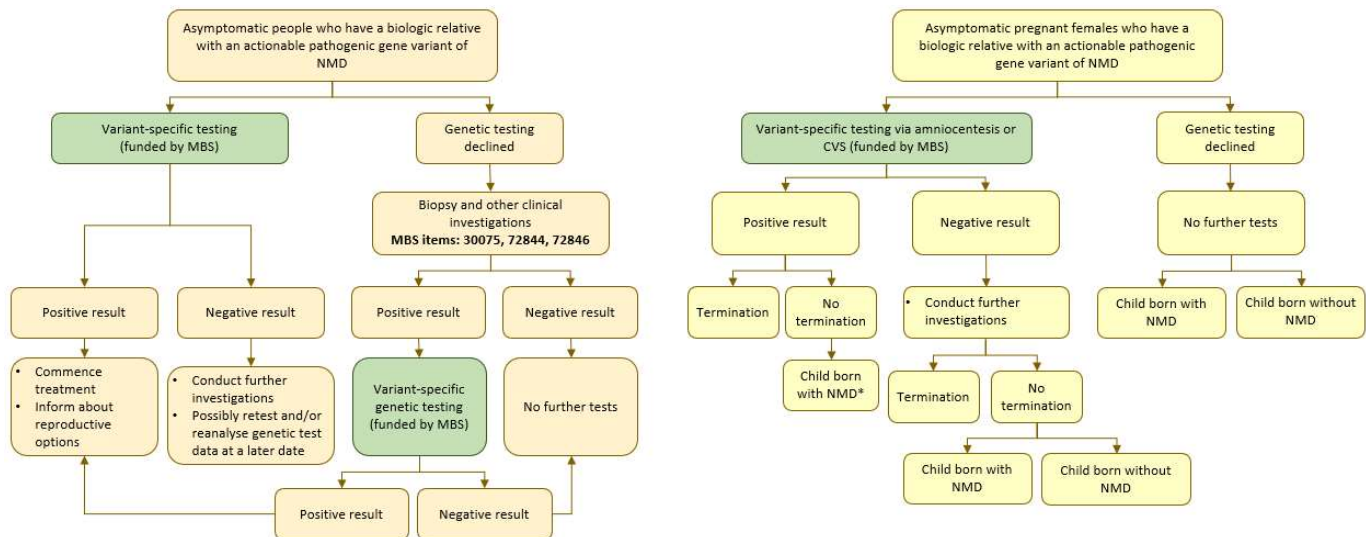 Asymptomatic people who have a biologic relative
with an actionable pathogenic gene variant of
NMD
Variant-specific testing
(funded by MBS)
Genetic testing
declined
Biopsy and other clinical
investigations
MBS items: 30075, 72844, 72846
Positive result
Negative result
Positive result
Negative result
• Commence
treatment
• Inform about
reproductive
options
• Conduct further
investigations
• Possibly retest and/or
reanalyse genetic test
data at a later date
Variant-specific
genetic testing
(funded by MBS)
No further tests
Positive result
Negative result
Asymptomatic pregnant females who have a
biologic relative with an actionable pathogenic
gene variant of NMD
Variant-specific testing via amniocentesis or
CVS (funded by MBS)
Genetic testing
declined
Positive result
Negative result
No further tests
Termination
No
termination
• Conduct further
investigations
Child born with
NMD
Child born without
NMD
Child born
with NMD*
Termination
No
termination
Child born with
NMD
Child born without
NMD